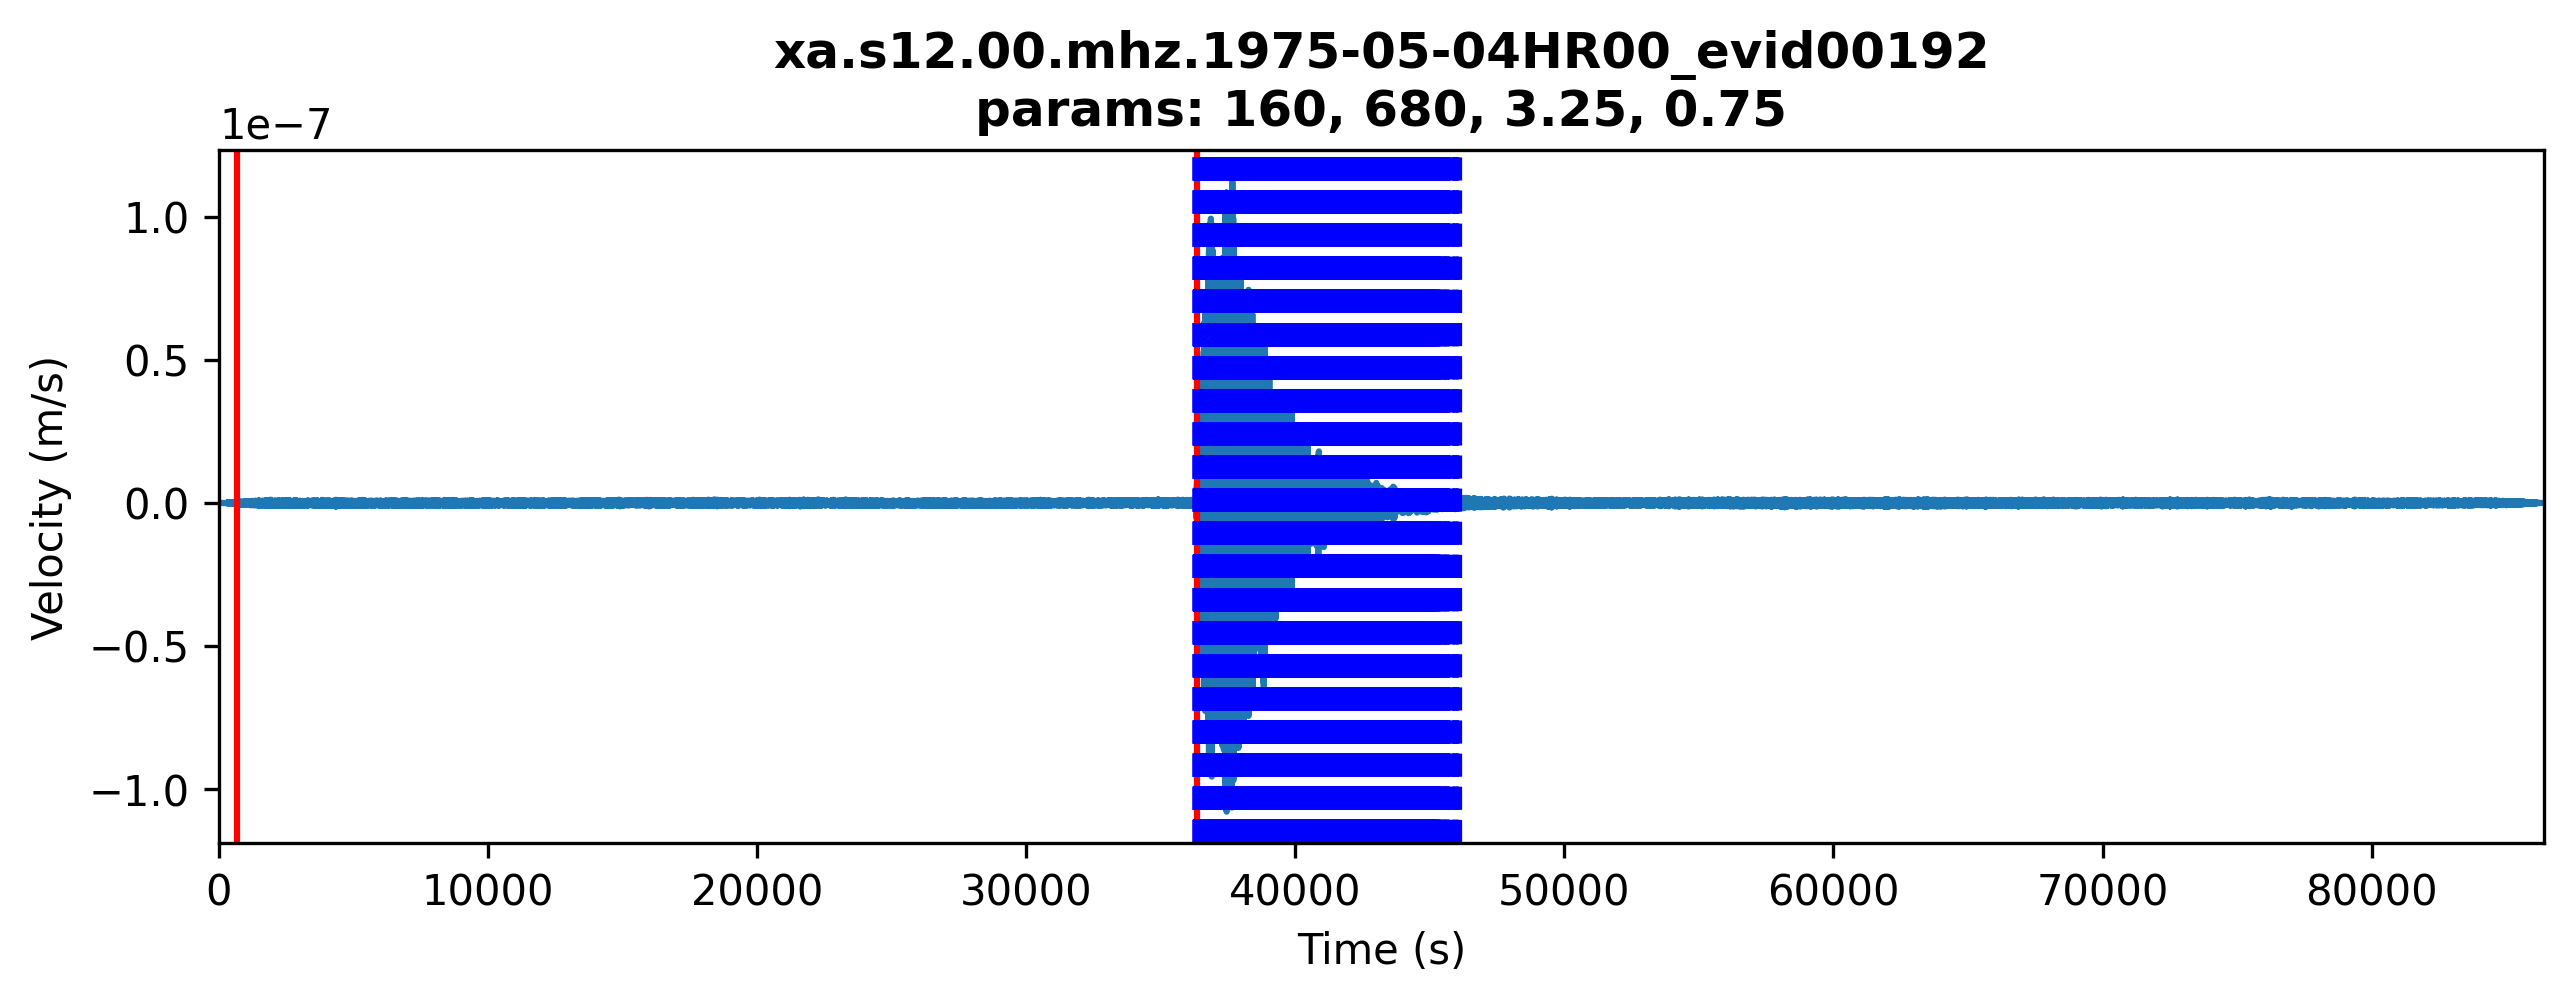 xa.s12.00.mhz.1975-05-04HR00_evid00192
params: 160, 680, 3.25, 0.75
1e−7
1.0
0.5
0.0
−0.5
−1.0
Velocity (m/s)
0 10000 20000 30000 40000 50000 60000 70000 80000
Time (s)